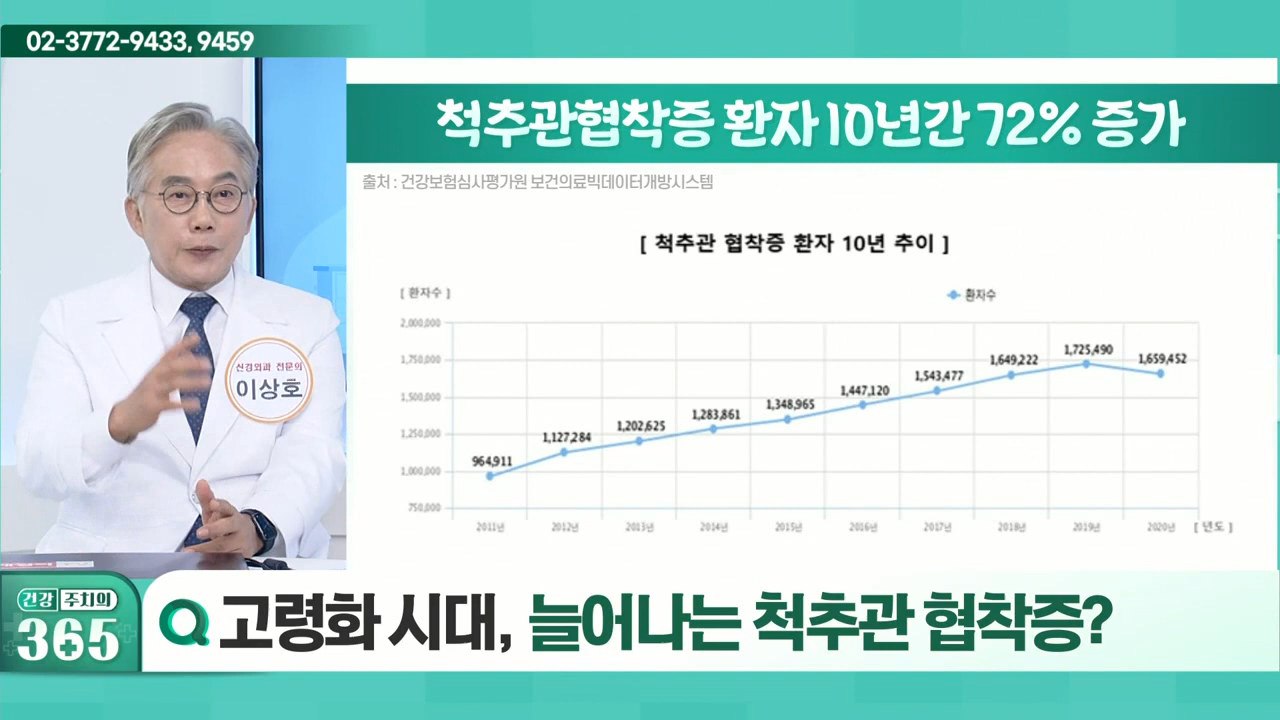 02-3772-9433, 9459
척추관협착증 환자 10년간 72% 증가
출처 : 건강보험심사평가원 보건의료빅데이터개방시스템
[ 척추관 협착증 환자 10년 추이 ]
[ 환자수 ]
환자수
2,000,000
1,750,000
1,500,000
1,250,000
1,000,000
750,000
964,911
1,127,284
1,202,625
1,283,861
1,348,965
1,447,120
1,543,477
1,649,222
1,725,490
1,659,452
2011년 2012년 2013년 2014년 2015년 2016년 2017년 2018년 2019년 2020년 [ 년도 ]
신경외과 전문의
이상호
건강 주치의
365
Q 고령화 시대, 늘어나는 척추관 협착증?